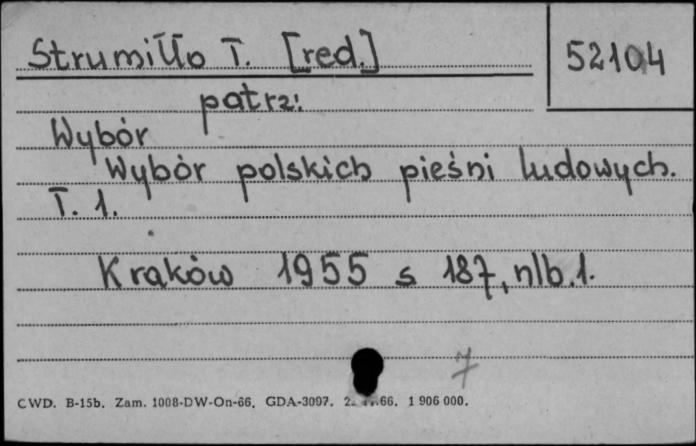 Strumiłło T. [red.]
52104
patrz:
Wybór
Wybór polskich pieśni ludowych.
T. 1.
Kraków 1955 s 187, nlb. 1.
7
CWD. B-15b. Zam. 1008-DW-On-66. GDA-3097. 66. 1 906 000.